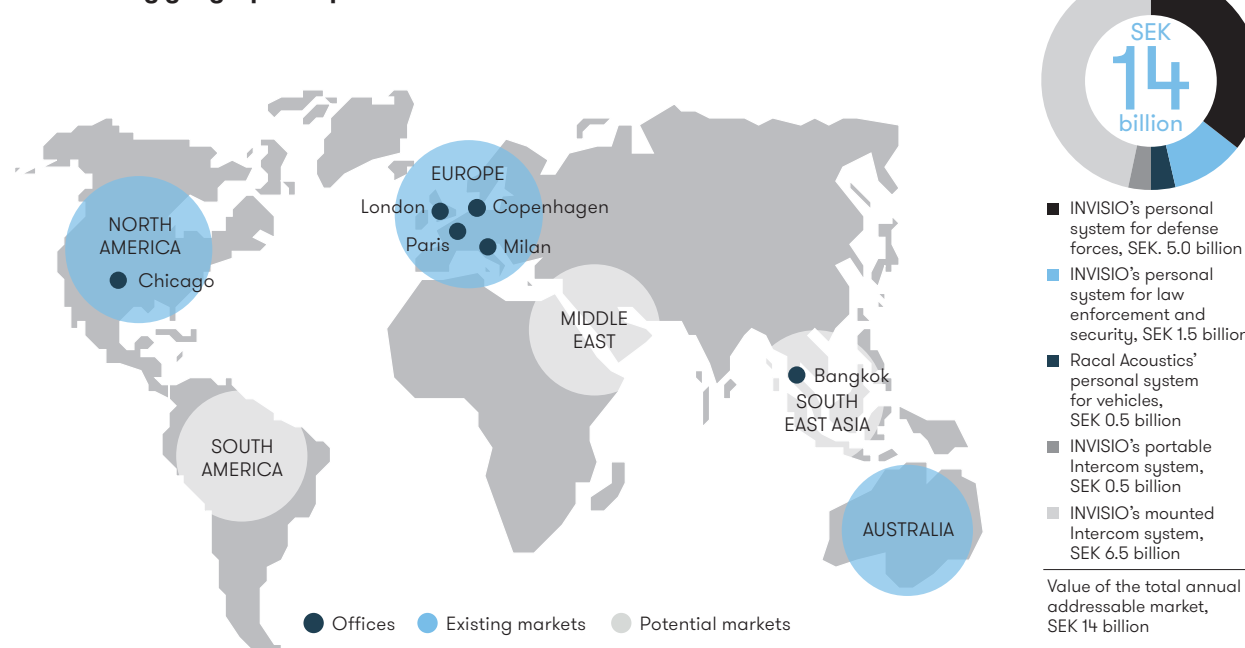 EUROPE
London
Copenhagen
Paris
Milan
NORTH
AMERICA
Chicago
MIDDLE
EAST
Bangkok
SOUTH
EAST ASIA
SOUTH
AMERICA
AUSTRALIA
Offices
Existing markets
Potential markets
SEK
14
billion
INVISIO’s personal
system for defense
forces, SEK. 5.0 billion
INVISIO’s personal
system for law
enforcement and
security, SEK 1.5 billion
Racal Acoustics’
personal system
for vehicles,
SEK 0.5 billion
INVISIO’s portable
Intercom system,
SEK 0.5 billion
INVISIO’s mounted
Intercom system,
SEK 6.5 billion
Value of the total annual
addressable market,
SEK 14 billion